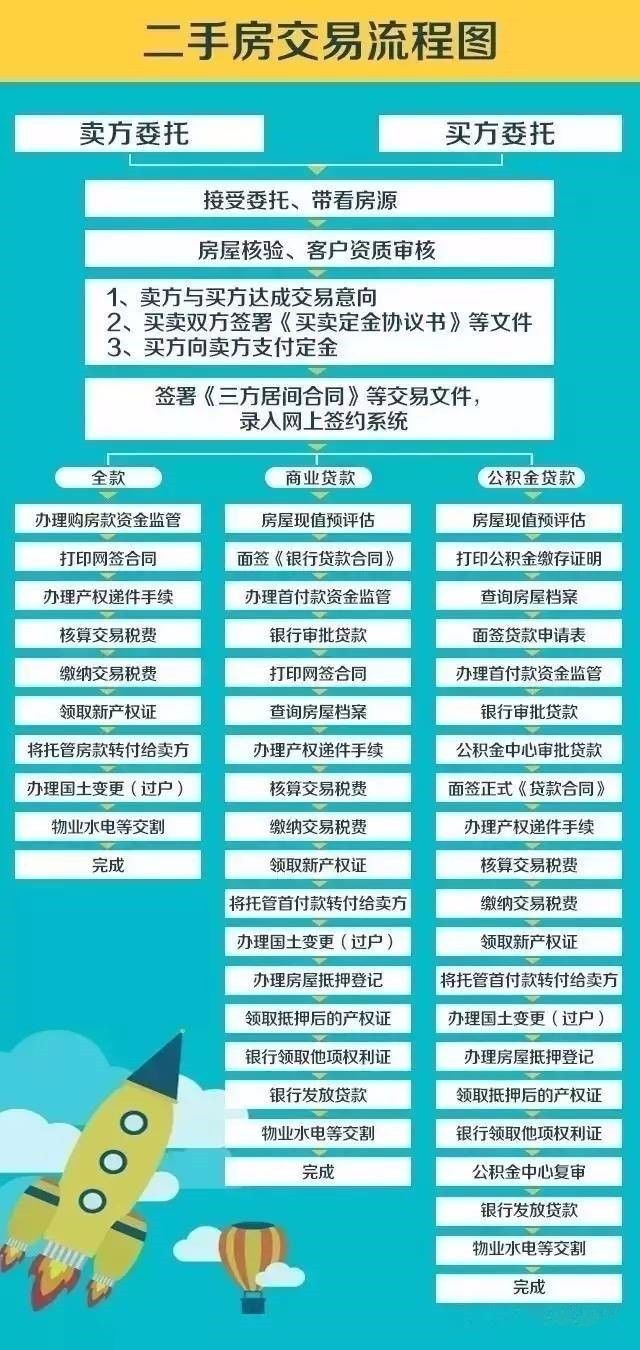 二手房交易流程图
卖方委托
买方委托
接受委托、带看房源
房屋核验、客户资质审核
1、卖方与买方达成交易意向
2、买卖双方签署《买卖定金协议书》等文件
3、买方向卖方支付定金
签署《三方居间合同》等交易文件，
录入网上签约系统
全款
办理购房款资金监管
打印网签合同
办理产权递件手续
核算交易税费
缴纳交易税费
领取新产权证
将托管房款转付给卖方
办理国土变更（过户）
物业水电等交割
完成
商业贷款
房屋现值预评估
面签《银行贷款合同》
办理首付款资金监管
银行审批贷款
打印网签合同
查询房屋档案
办理产权递件手续
核算交易税费
缴纳交易税费
领取新产权证
将托管首付款转付给卖方
办理国土变更（过户）
办理房屋抵押登记
领取抵押后的产权证
银行领取他项权利证
银行发放贷款
物业水电等交割
完成
公积金贷款
房屋现值预评估
打印公积金缴存证明
查询房屋档案
面签贷款申请表
办理首付款资金监管
银行审批贷款
公积金中心审批贷款
面签正式《贷款合同》
办理产权递件手续
核算交易税费
缴纳交易税费
领取新产权证
将托管首付款转付给卖方
办理国土变更（过户）
办理房屋抵押登记
领取抵押后的产权证
银行领取他项权利证
公积金中心复审
银行发放贷款
物业水电等交割
完成